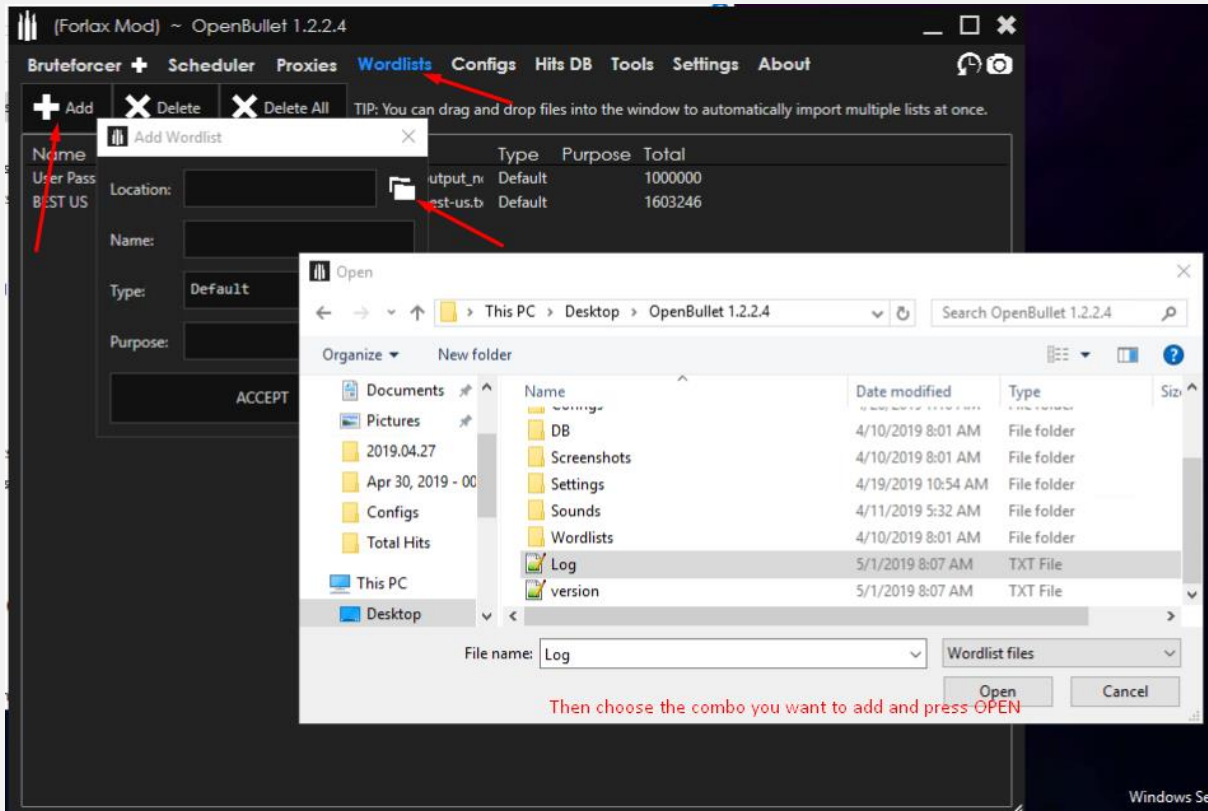 (Forlax Mod) ~ OpenBullet 1.2.2.4
Bruteforcer Scheduler Proxies Wordlists Configs Hits DB Tools Settings About
Add Delete Delete All TIP: You can drag and drop files into the window to automatically import multiple lists at once.
Add Wordlist
Name Type Purpose Total
User Pass Default 1000000
BEST US est-us.tx Default 1603246
Location:
Name:
Type: Default
Purpose:
ACCEPT
Open
This PC > Desktop > OpenBullet 1.2.2.4 Search OpenBullet 1.2.2.4
Organize New folder
Name Date modified Type
Documents
Pictures
2019.04.27
Apr 30, 2019 - 00
Configs
Total Hits
This PC
Desktop
Configs
DB 4/10/2019 8:01 AM File folder
Screenshots 4/10/2019 8:01 AM File folder
Settings 4/19/2019 10:54 AM File folder
Sounds 4/11/2019 5:32 AM File folder
Wordlists 4/10/2019 8:01 AM File folder
Log 5/1/2019 8:07 AM TXT File
version 5/1/2019 8:07 AM TXT File
File name: Log Wordlist files
Open Cancel
Then choose the combo you want to add and press OPEN
Windows Se